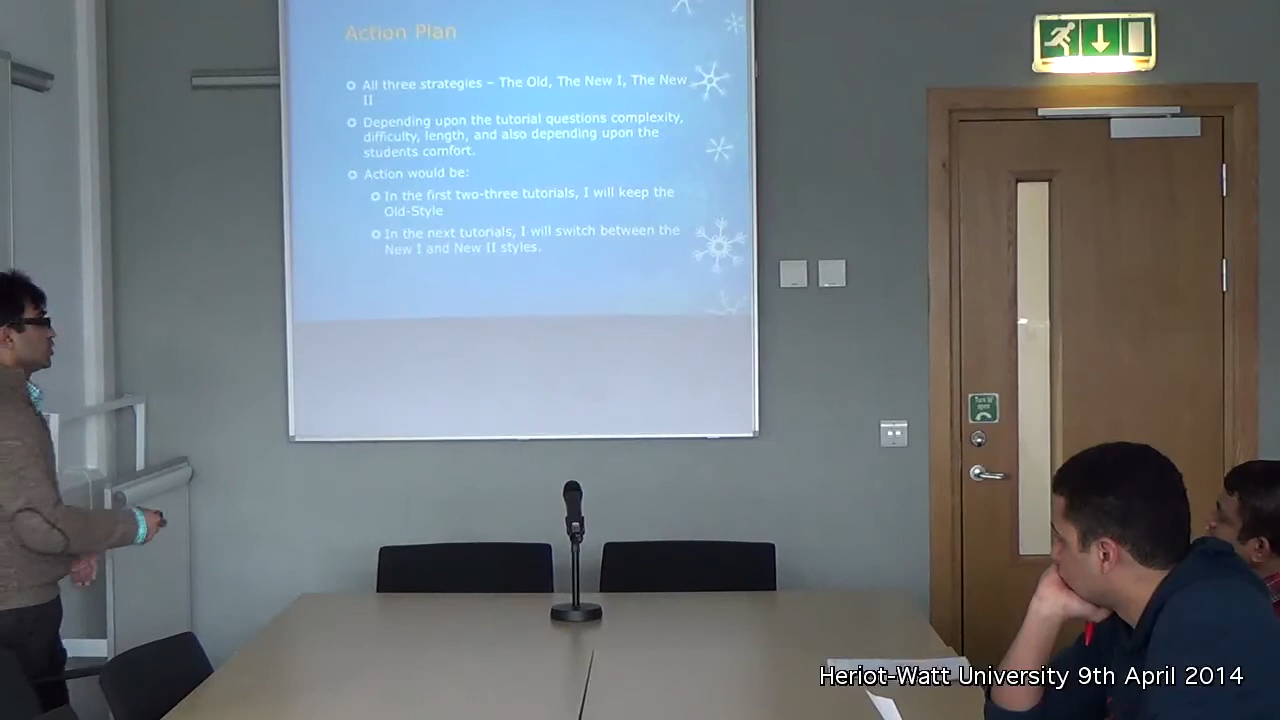 Action Plan
All three strategies – The Old, The New I, The New
II
Depending upon the tutorial questions complexity,
difficulty, length, and also depending upon the
students comfort.
Action would be:
In the first two-three tutorials, I will keep the
Old-Style
In the next tutorials, I will switch between the
New I and New II styles.
Turn to
open
Heriot-Watt University 9th April 2014